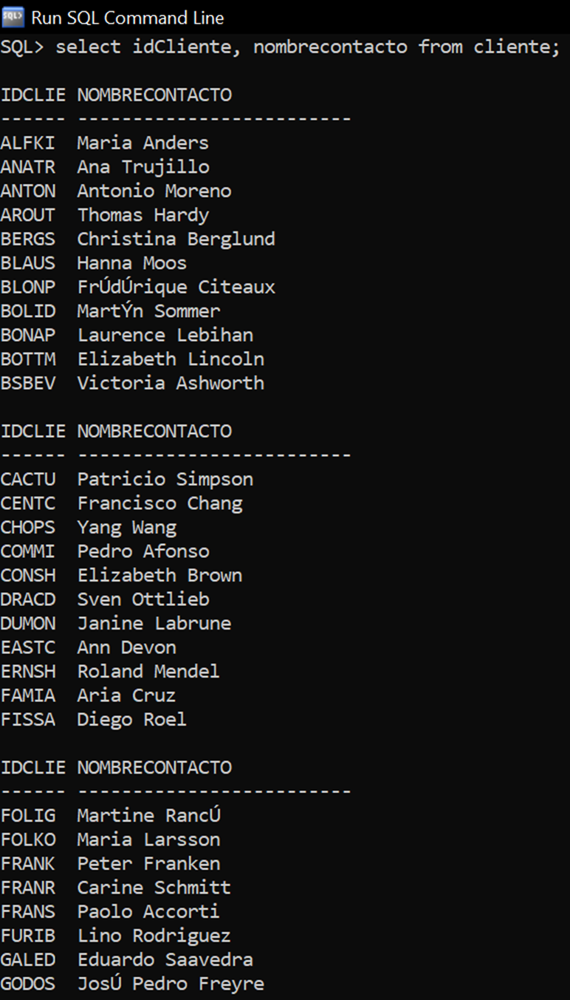 SQL> Run SQL Command Line
SQL> select idCliente, nombrecontacto from cliente;
IDCLIE NOMBRECONTACTO
------ -------------------------
ALFKI  Maria Anders
ANATR  Ana Trujillo
ANTON  Antonio Moreno
AROUT  Thomas Hardy
BERGS  Christina Berglund
BLAUS  Hanna Moos
BLONP  FrÚdÚrique Citeaux
BOLID  MartÝn Sommer
BONAP  Laurence Lebihan
BOTTM  Elizabeth Lincoln
BSBEV  Victoria Ashworth
IDCLIE NOMBRECONTACTO
------ -------------------------
CACTU  Patricio Simpson
CENTC  Francisco Chang
CHOPS  Yang Wang
COMMI  Pedro Afonso
CONSH  Elizabeth Brown
DRACD  Sven Ottlieb
DUMON  Janine Labrune
EASTC  Ann Devon
ERNSH  Roland Mendel
FAMIA  Aria Cruz
FISSA  Diego Roel
IDCLIE NOMBRECONTACTO
------ -------------------------
FOLIG  Martine RancÚ
FOLKO  Maria Larsson
FRANK  Peter Franken
FRANR  Carine Schmitt
FRANS  Paolo Accorti
FURIB  Lino Rodriguez
GALED  Eduardo Saavedra
GODOS  JosÚ Pedro Freyre